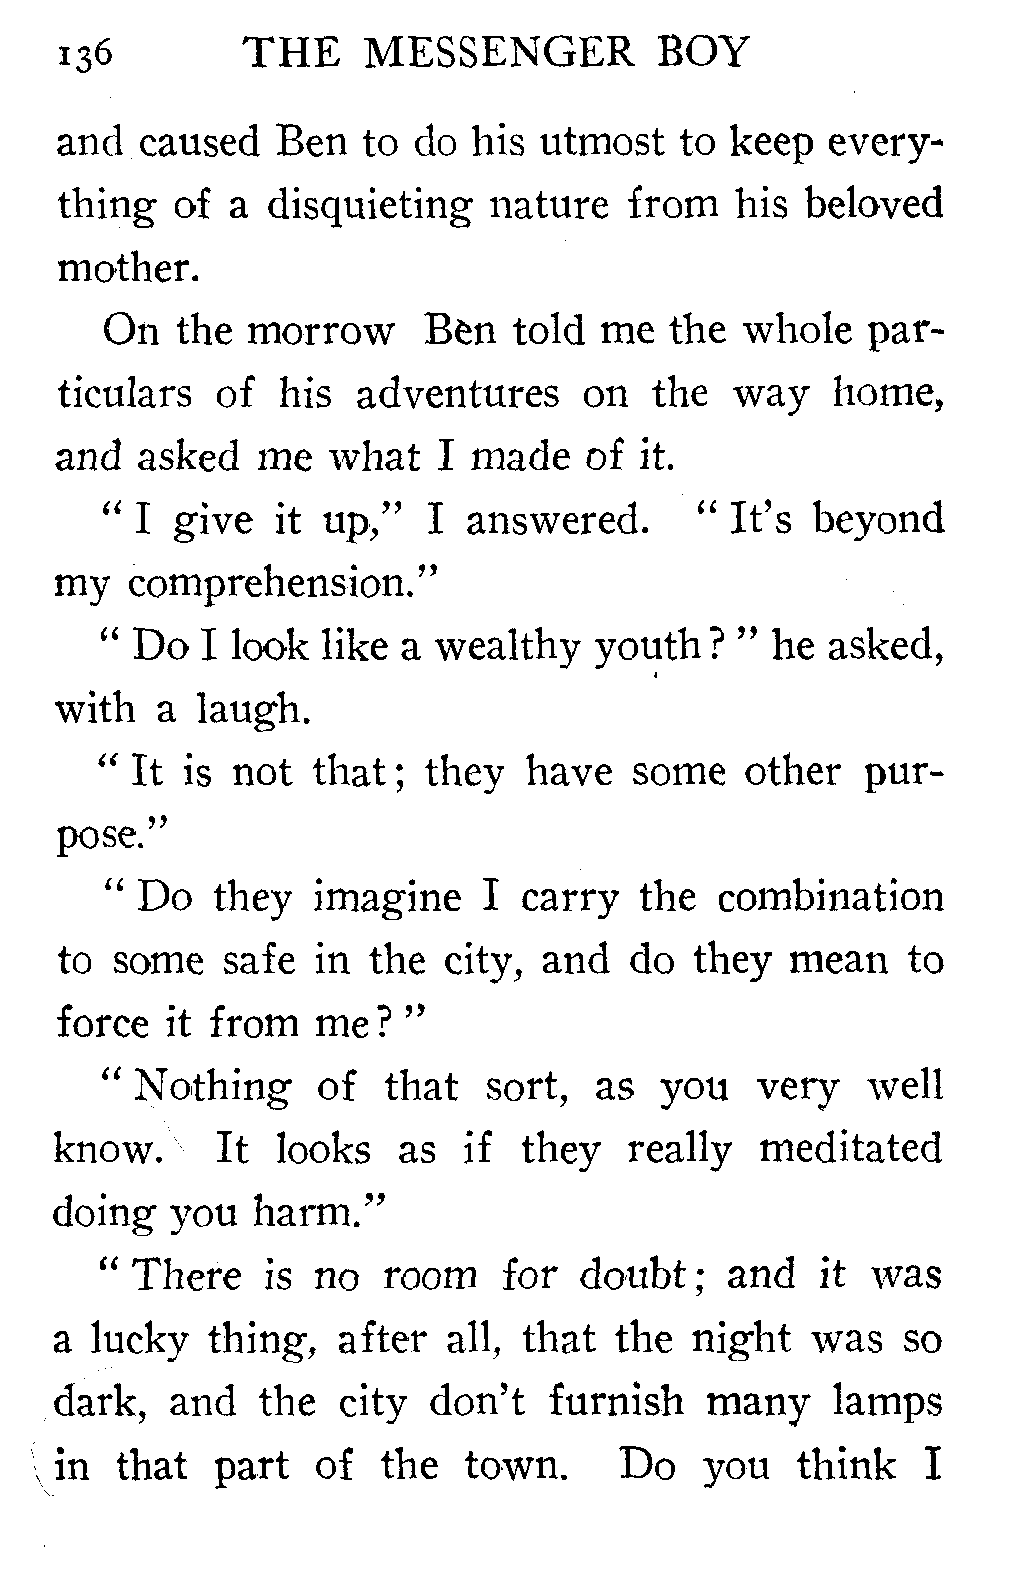 136 THE MESSENGER BOY
and caused Ben to do his utmost to keep every-
thing of a disquieting nature from his beloved
mother.
On the morrow Ben told me the whole par-
ticulars of his adventures on the way home,
and asked me what I made of it.
“ I give it up,” I answered. “ It’s beyond
my comprehension.”
“ Do I look like a wealthy youth? ” he asked,
with a laugh.
“ It is not that; they have some other pur-
pose.”
“ Do they imagine I carry the combination
to some safe in the city, and do they mean to
force it from me? ”
“ Nothing of that sort, as you very well
know. It looks as if they really meditated
doing you harm.”
“ There is no room for doubt; and it was
a lucky thing, after all, that the night was so
dark, and the city don’t furnish many lamps
in that part of the town. Do you think I